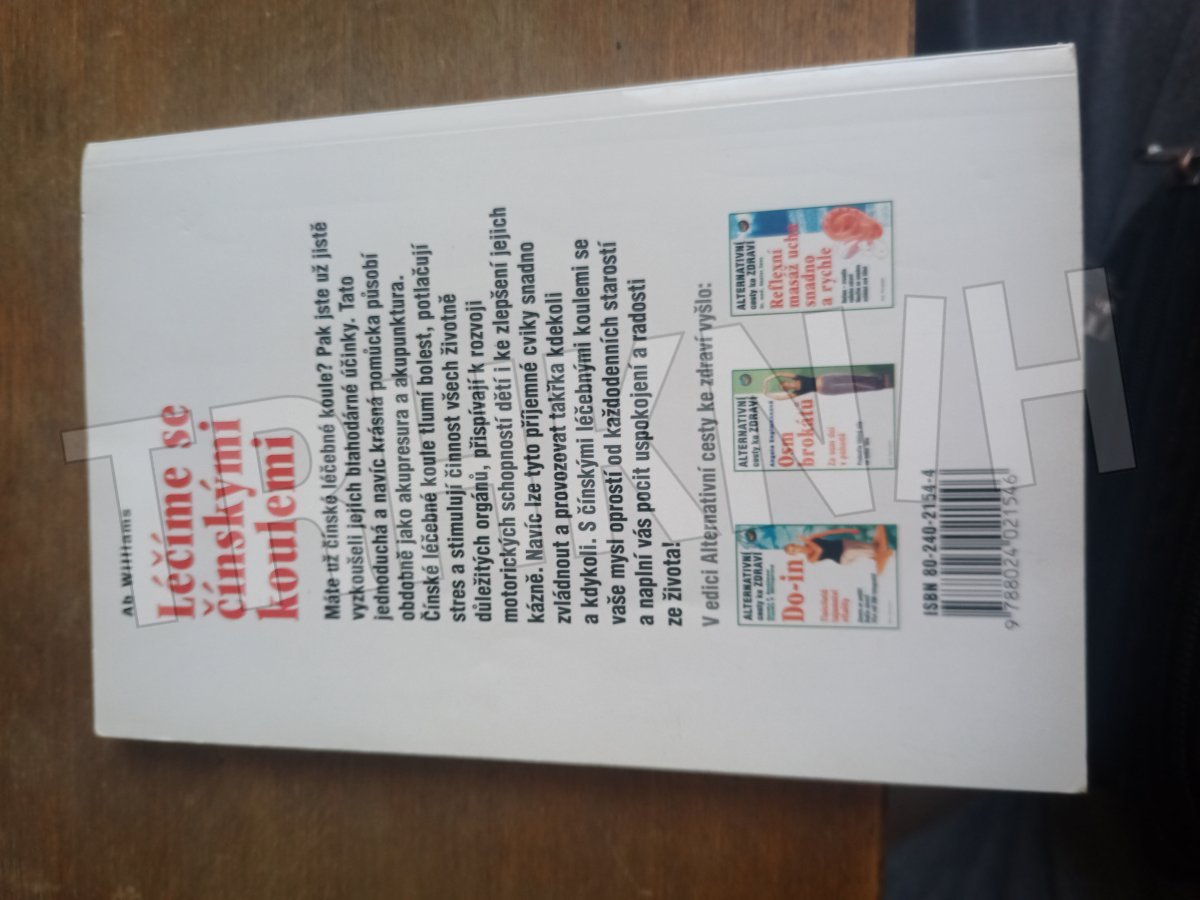 Ab Williams
Léčíme se
čínskými
koulemi
Máte už čínské léčebné koule? Pak jste už jistě
vyzkoušeli jejich blahodárné účinky. Tato
jednoduchá a navíc krásná pomůcka působí
obdobně jako akupresura a akupunktura.
Čínské léčebné koule tlumí bolest, potlačují
stres a stimulují činnost všech životně
důležitých orgánů, přispívají k rozvoji
motorických schopností dětí i ke zlepšení jejich
kázně. Navíc lze tyto příjemné cviky snadno
zvládnout a provozovat takřka kdekoli
a kdykoli. S čínskými léčebnými koulemi se
vaše mysl oprostí od každodenních starostí
a naplní vás pocit uspokojení a radosti
ze života!
V edici Alternativní cesty ke zdraví vyšlo:
ALTERNATIVNÍ
cesty ke ZDRAVÍ
Do-in
ALTERNATIVNÍ
cesty ke ZDRAVÍ
Osm
brokátů
ALTERNATIVNÍ
cesty ke ZDRAVÍ
Reflexní
masáž ucha
snadno
a rychle
ISBN 80-240-2154-4
9 788024 021546